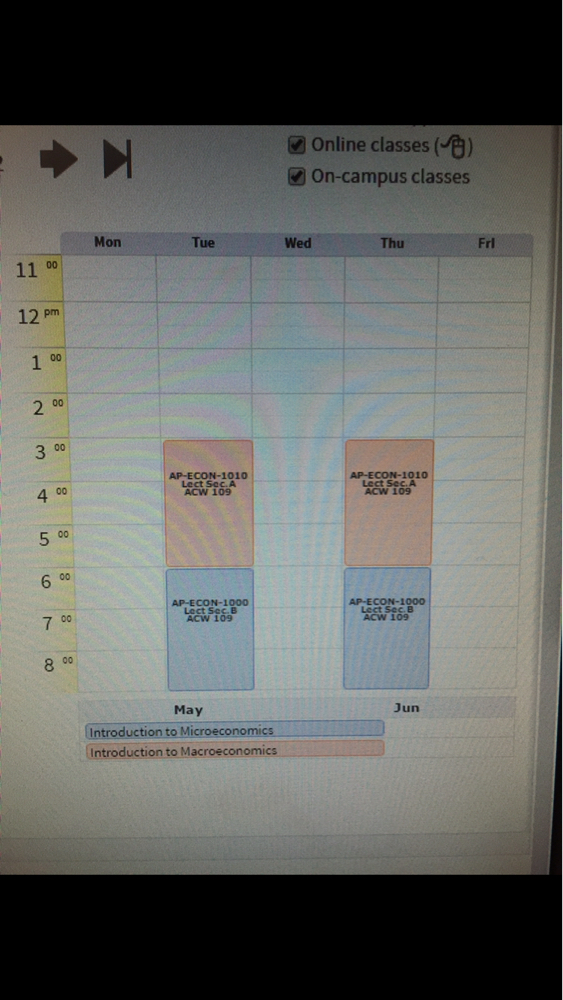 Online classes ( )
On-campus classes
Mon Tue Wed Thu Fri
11 00
12 pm
1 00
2 00
3 00
AP-ECON-1010 AP-ECON-1010
Lect Sec.A Lect Sec.A
ACW 109 ACW 109
4 00
5 00
6 00
AP-ECON-1000 AP-ECON-1000
Lect Sec.B Lect Sec.B
ACW 109 ACW 109
7 00
8 00
May Jun
Introduction to Microeconomics
Introduction to Macroeconomics